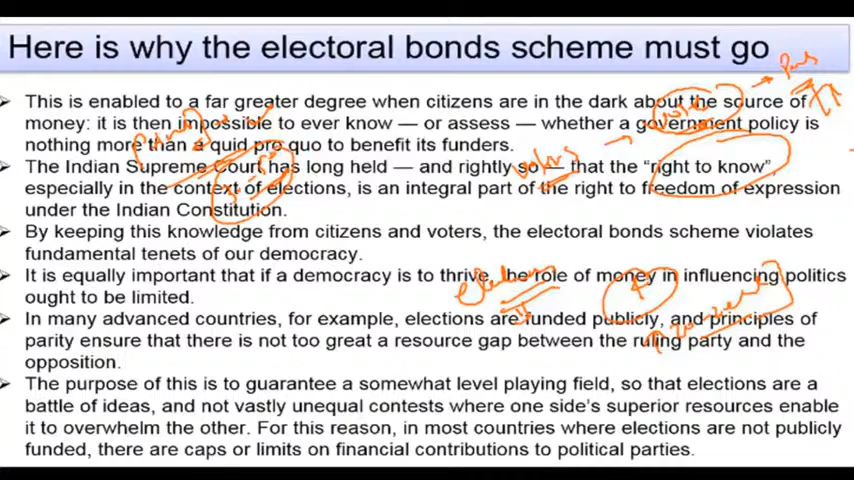 Here is why the electoral bonds scheme must go
This is enabled to a far greater degree when citizens are in the dark about the source of
money: it is then impossible to ever know — or assess — whether a government policy is
nothing more than a quid pro quo to benefit its funders.
The Indian Supreme Court has long held — and rightly so — that the "right to know",
especially in the context of elections, is an integral part of the right to freedom of expression
under the Indian Constitution.
By keeping this knowledge from citizens and voters, the electoral bonds scheme violates
fundamental tenets of our democracy.
It is equally important that if a democracy is to thrive, the role of money in influencing politics
ought to be limited.
In many advanced countries, for example, elections are funded publicly, and principles of
parity ensure that there is not too great a resource gap between the ruling party and the
opposition.
The purpose of this is to guarantee a somewhat level playing field, so that elections are a
battle of ideas, and not vastly unequal contests where one side's superior resources enable
it to overwhelm the other. For this reason, in most countries where elections are not publicly
funded, there are caps or limits on financial contributions to political parties.